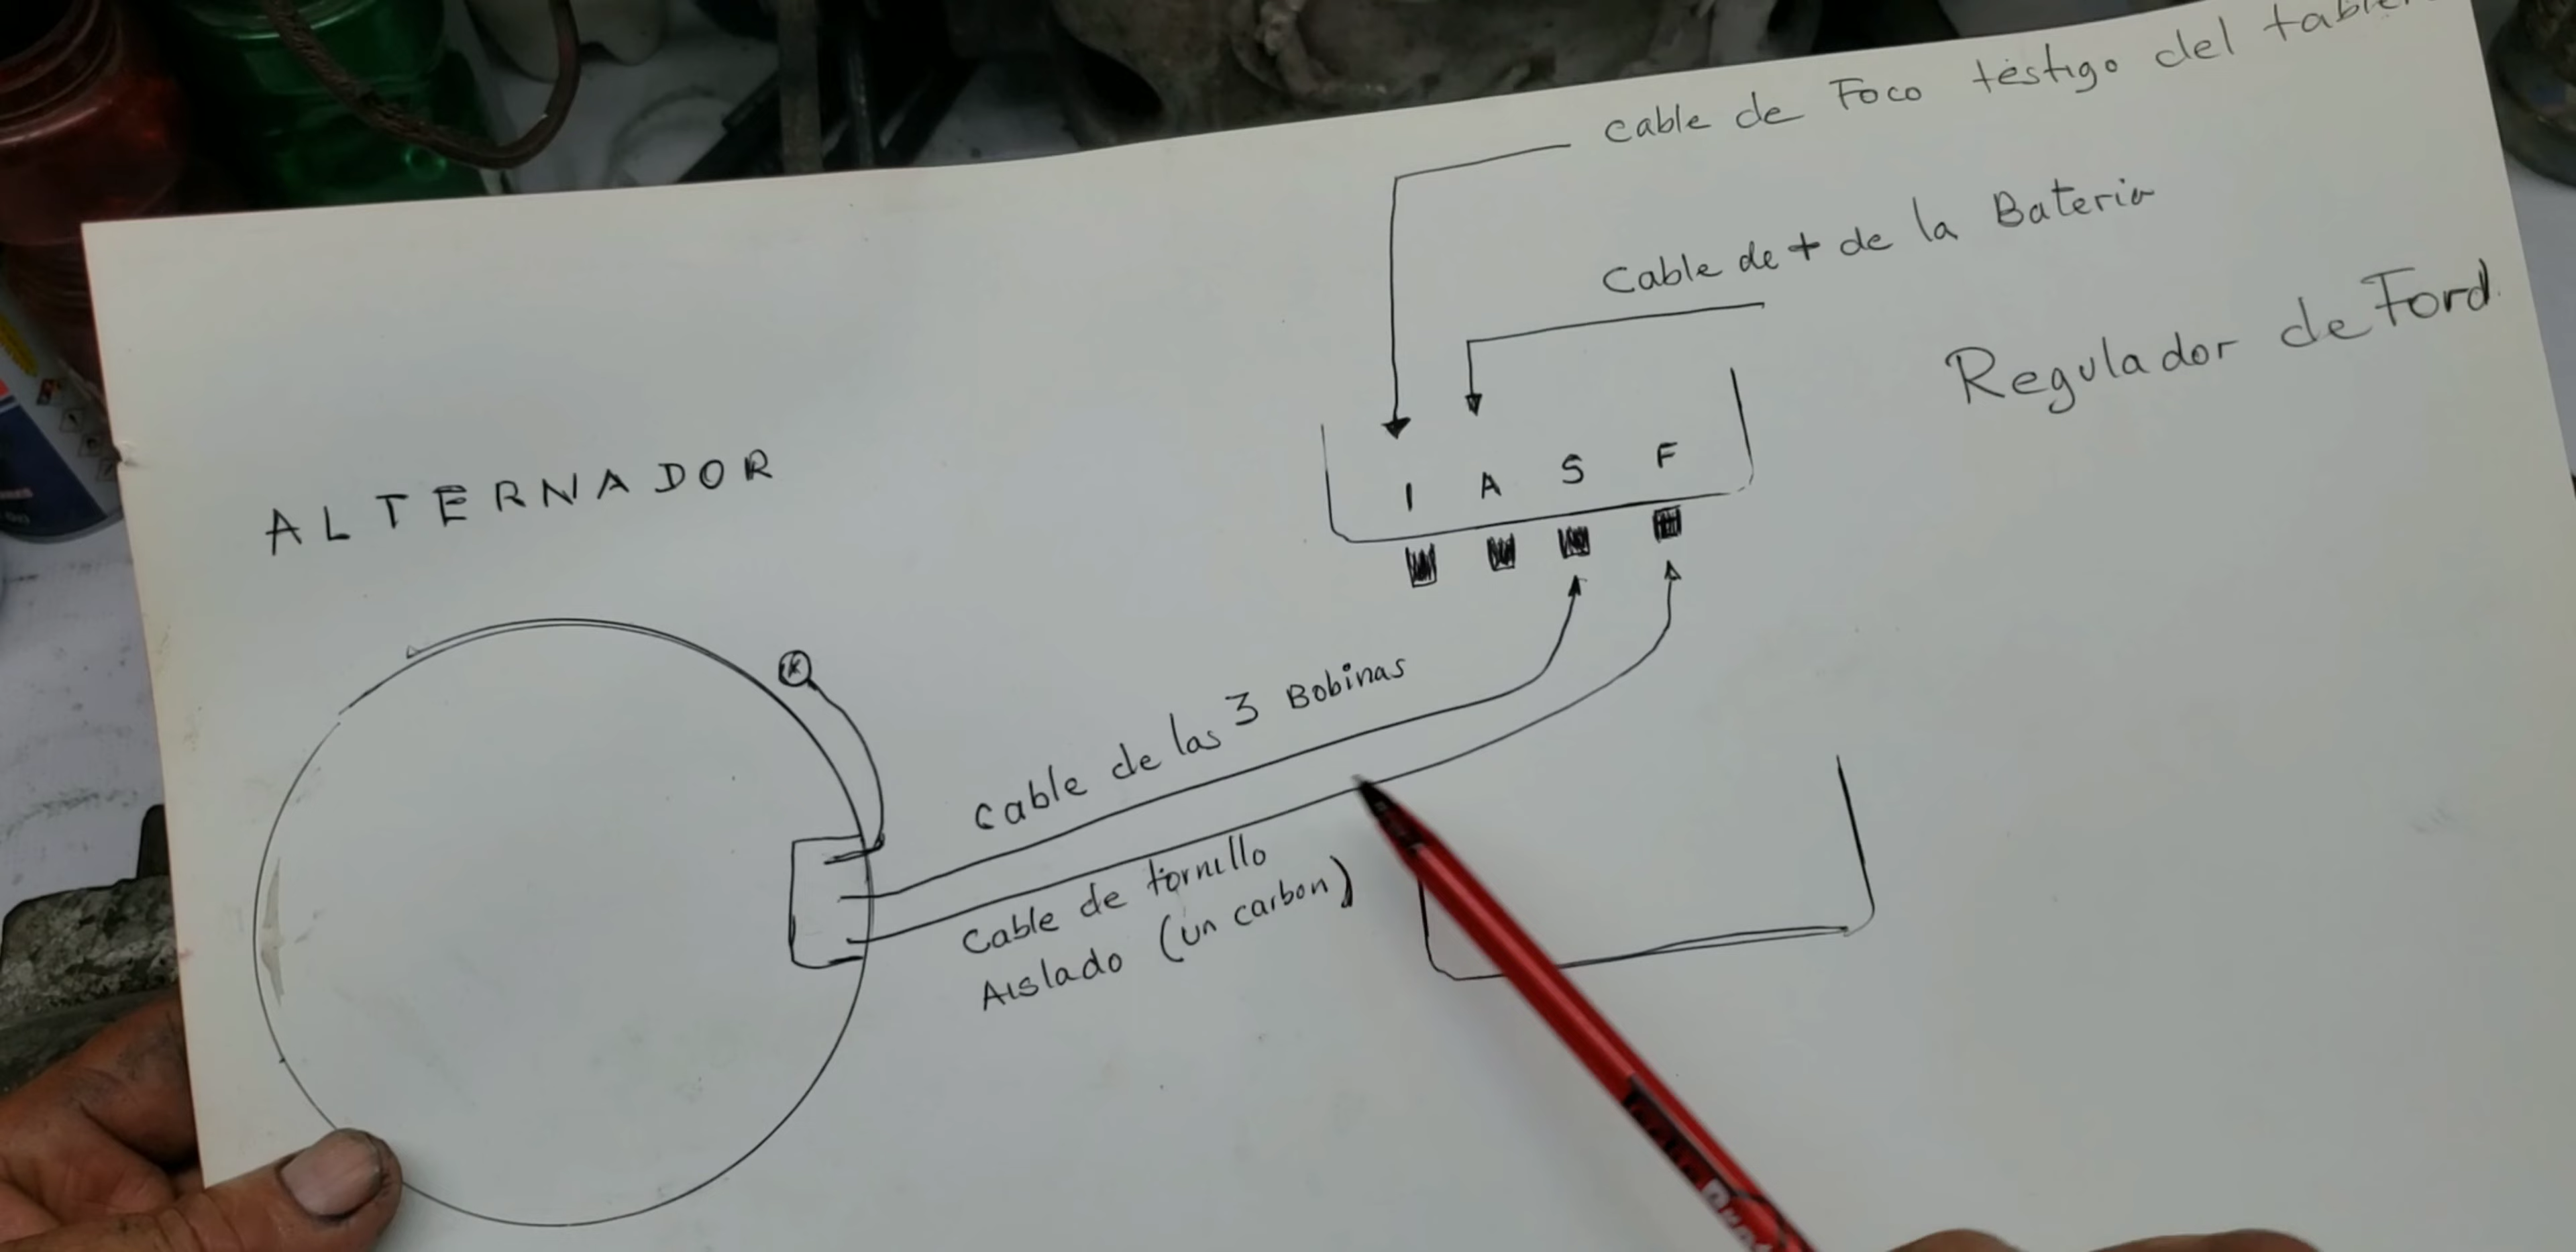 cable de Foco testigo del
Cable de + de la Bateria
Regulador de Ford
ALTERNADOR
I A S F
cable de las 3 Bobinas
Cable de tornillo
Aislado (un carbon)